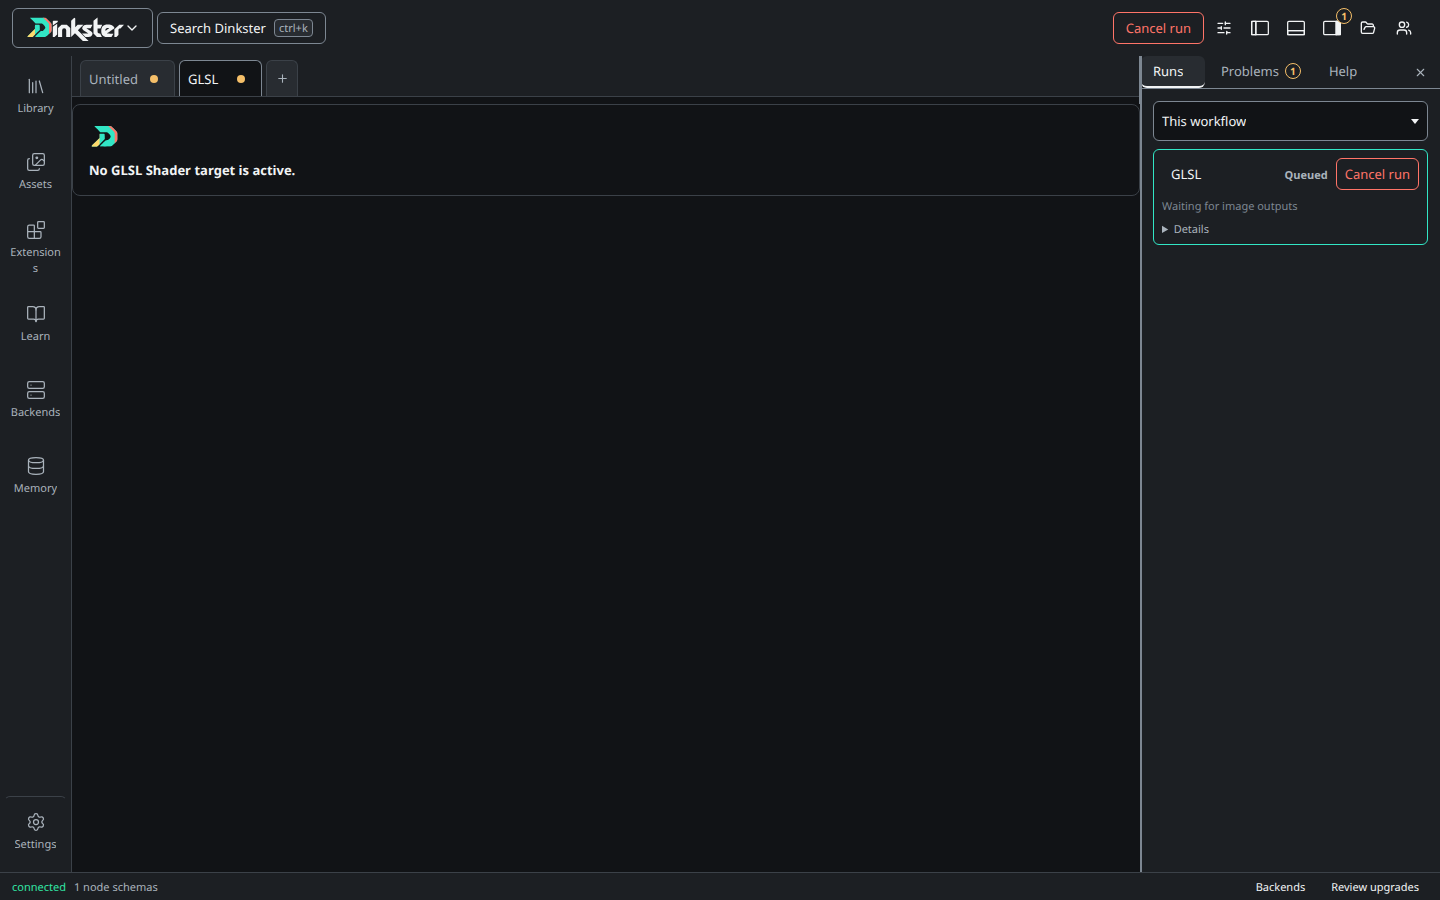 Dinkster
Search Dinkster ctrl+k
Cancel run
1
Library
Assets
Extension
s
Learn
Backends
Memory
Settings
Untitled
GLSL
+
No GLSL Shader target is active.
Runs
Problems 1
Help
This workflow
GLSL Queued Cancel run
Waiting for image outputs
Details
connected 1 node schemas
Backends Review upgrades